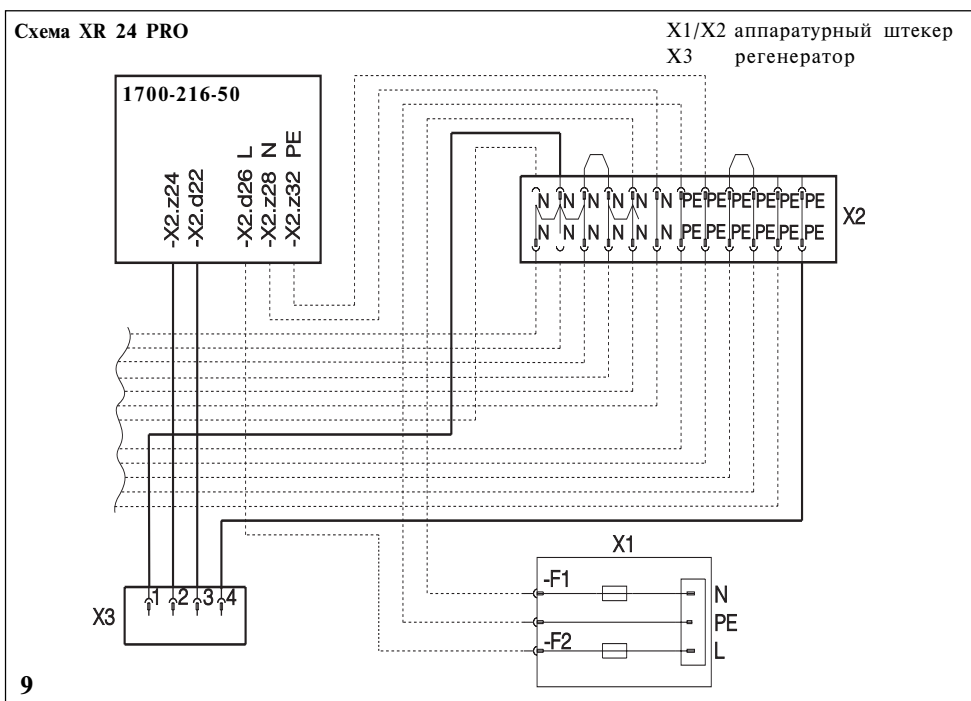 Схема XR 24 PRO
X1/X2 аппаратурный штекер
X3 регенератор
1700-216-50
-X2.z24
-X2.d22
-X2.d26 L
-X2.z28 N
-X2.z32 PE
N N N N N N PE PE PE PE PE PE
N N N N N N PE PE PE PE PE PE
X2
X1
-F1
N
PE
-F2
L
X3
1 2 3 4
9